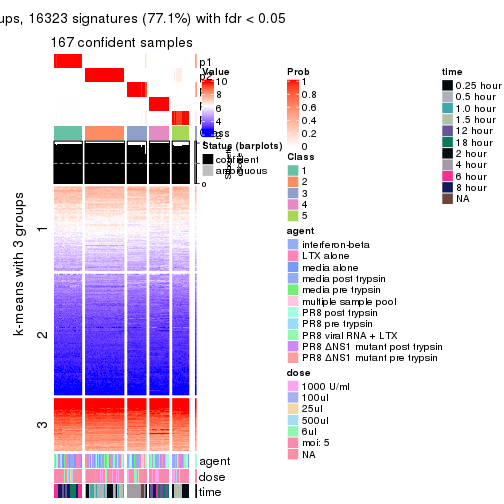 ups, 16323 signatures (77.1%) with fdr < 0.05
167 confident samples
p1
p2
Value
10
8
6
4
2
Class
Status (barplots)
confident
ambiguous
0
k-means with 3 groups
1
2
3
agent
dose
time
Prob
1
0.8
0.6
0.4
0.2
0
Class
1
2
3
4
5
agent
interferon-beta
LTX alone
media alone
media post trypsin
media pre trypsin
multiple sample pool
PR8 post trypsin
PR8 pre trypsin
PR8 viral RNA + LTX
PR8 ΔNS1 mutant post trypsin
PR8 ΔNS1 mutant pre trypsin
dose
1000 U/ml
100ul
25ul
500ul
6ul
moi: 5
NA
time
0.25 hour
0.5 hour
1.0 hour
1.5 hour
12 hour
18 hour
2 hour
4 hour
6 hour
8 hour
NA